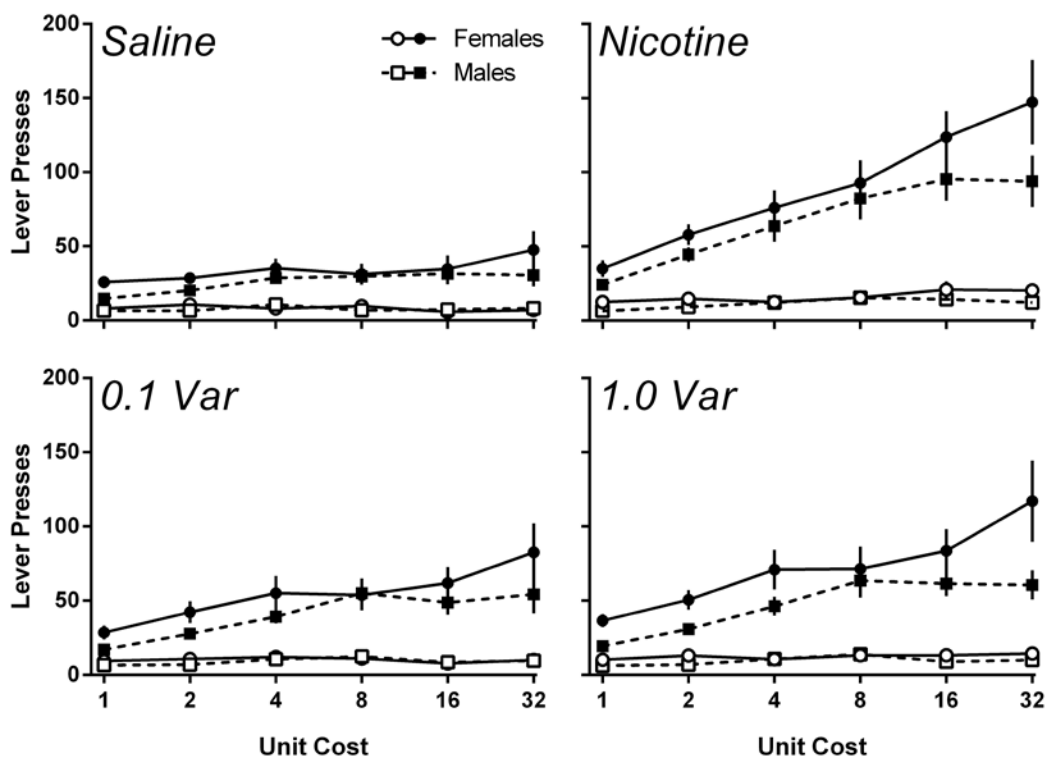 Saline
Females
Males
Lever Presses
200
150
100
50
0
Nicotine
0.1 Var
Lever Presses
200
150
100
50
0
1 2 4 8 16 32
Unit Cost
1.0 Var
1 2 4 8 16 32
Unit Cost